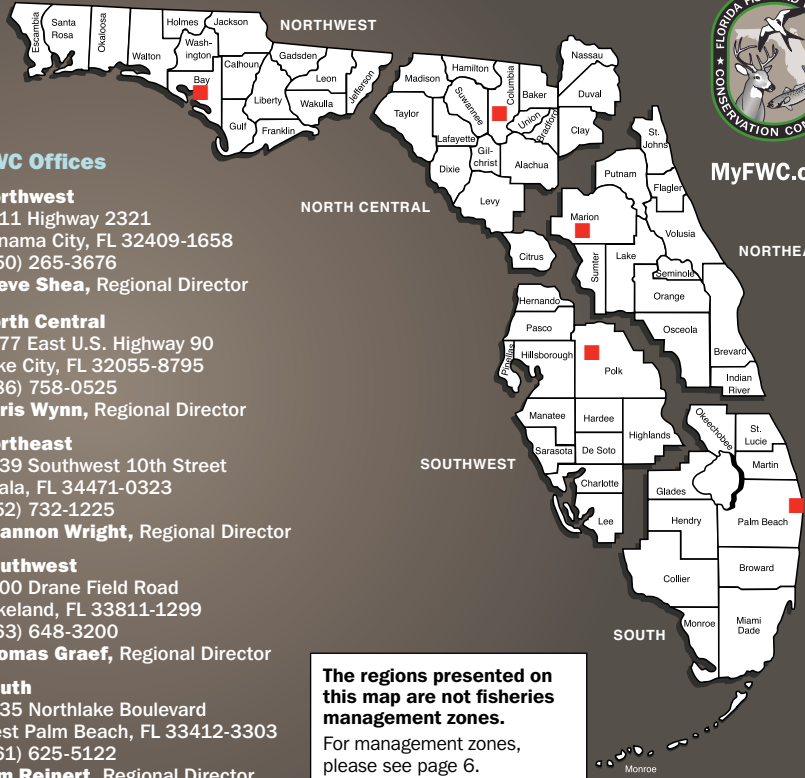 NORTHWEST
Escambia
Santa
Rosa
Okaloosa
Walton
Holmes
Jackson
Wash-
ington
Bay
Calhoun
Gulf
Liberty
Gadsden
Leon
Wakulla
Franklin
Jefferson
NORTH CENTRAL
Madison
Taylor
Hamilton
Suwannee
Lafayette
Dixie
Columbia
Gil-
christ
Levy
Baker
Union
Bradford
Alachua
Citrus
Nassau
Duval
Clay
St.
Johns
Putnam
Flagler
Marion
Volusia
Sumter
Lake
Seminole
Orange
Osceola
Brevard
Indian
River
NORTHEA
Hernando
Pasco
Pinellas
Hillsborough
Polk
Manatee
Hardee
Highlands
Sarasota
De Soto
Charlotte
Lee
SOUTHWEST
Okeechobee
St.
Lucie
Martin
Glades
Palm Beach
Hendry
Broward
Collier
Monroe
Miami
Dade
SOUTH
Monroe
★ FLORIDA FISH AND
CONSERVATION COM
MyFWC.c
WC Offices
rthwest
11 Highway 2321
nama City, FL 32409-1658
50) 265-3676
eve Shea, Regional Director
rth Central
77 East U.S. Highway 90
ke City, FL 32055-8795
86) 758-0525
ris Wynn, Regional Director
rtheast
39 Southwest 10th Street
ala, FL 34471-0323
52) 732-1225
annon Wright, Regional Director
uthwest
00 Drane Field Road
keland, FL 33811-1299
63) 648-3200
omas Graef, Regional Director
uth
35 Northlake Boulevard
est Palm Beach, FL 33412-3303
61) 625-5122
m Reinert, Regional Director
The regions presented on
this map are not fisheries
management zones.
For management zones,
please see page 6.